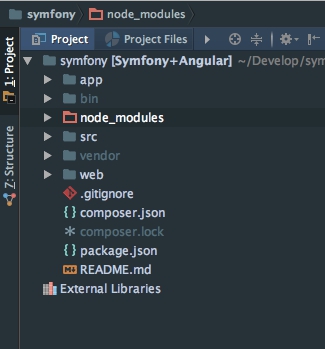 symfony node_modules
1: Project
Z: Structure
Project Project Files
symfony [Symfony+Angular] ~/Develop/sym
app
bin
node_modules
src
vendor
web
.gitignore
composer.json
composer.lock
package.json
README.md
External Libraries